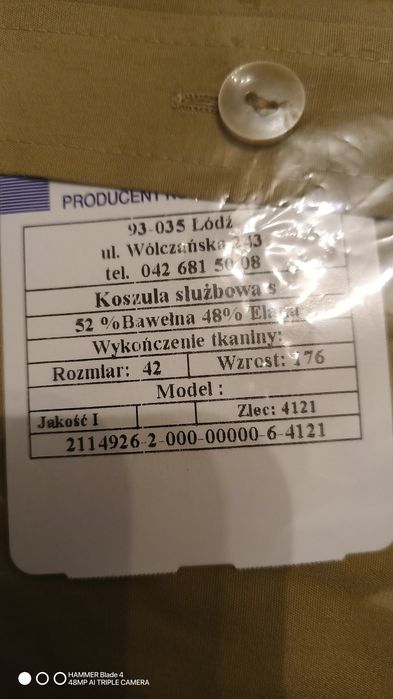 PRODUCENT
93-035 Łódź
ul. Wólczańska 243
tel. 042 681 50 08
Koszula służbowa s
52 %Bawełna 48% Elana
Wykończenie tkaniny:
Rozmiar: 42 Wzrost: 176
Model :
Jakość I Zlec: 4121
2114926-2-000-00000-6-4121
HAMMER Blade 4
48MP AI TRIPLE CAMERA